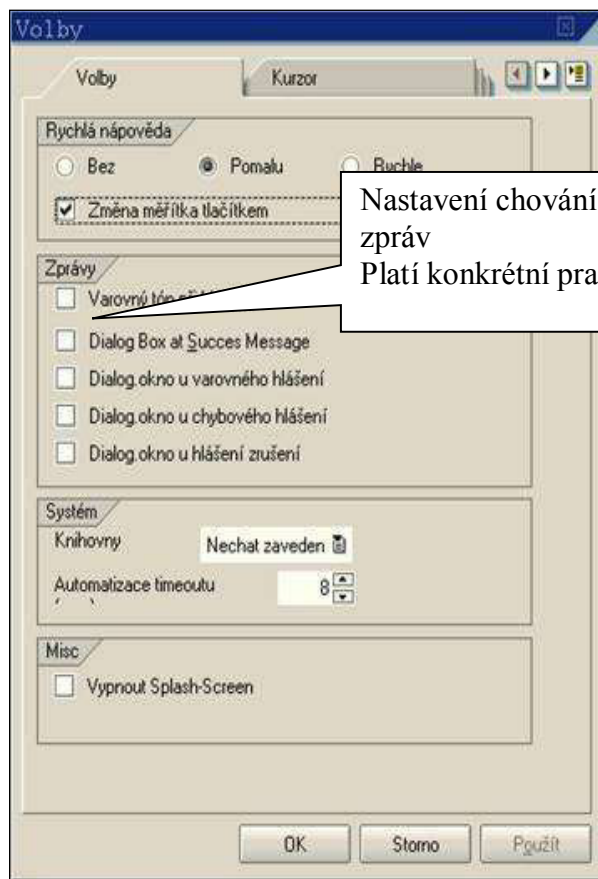 Volby
Volby Kurzor
Rychlá nápověda
Bez Pomalu Rychle
Změna měřítka tlačítkem
Nastavení chování
zpráv
Platí konkrétní pra
Zprávy
Varovný tón
Dialog Box at Succes Message
Dialog.okno u varovného hlášení
Dialog.okno u chybového hlášení
Dialog.okno u hlášení zrušení
Systém
Knihovny Nechat zaveden
Automatizace timeoutu 8
Misc
Vypnout Splash-Screen
OK Storno Použít